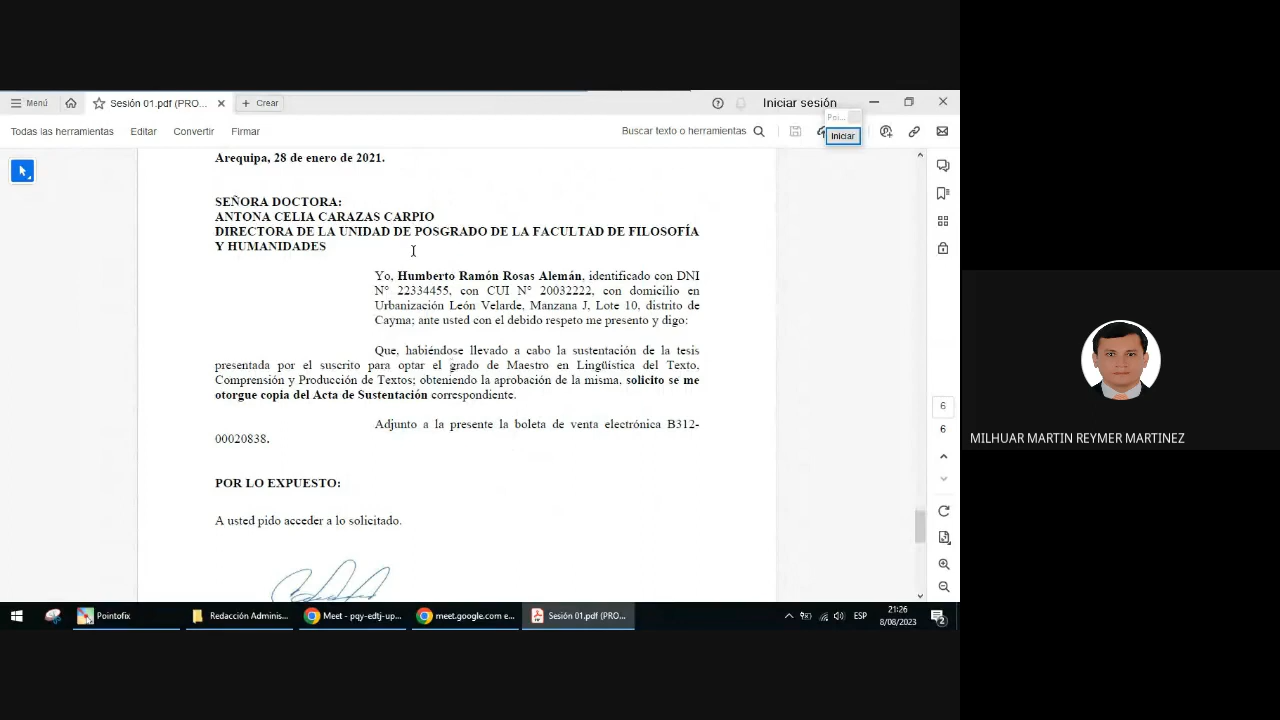 Menú
Sesión 01.pdf (PRO...
Crear
Iniciar sesión
Todas las herramientas
Editar
Convertir
Firmar
Buscar texto o herramientas
Poi...
Iniciar
Arequipa, 28 de enero de 2021.
SEÑORA DOCTORA:
ANTONA CELIA CARAZAS CARPIO
DIRECTORA DE LA UNIDAD DE POSGRADO DE LA FACULTAD DE FILOSOFÍA
Y HUMANIDADES
Yo, Humberto Ramón Rosas Alemán, identificado con DNI
N° 22334455, con CUI N° 20032222, con domicilio en
Urbanización León Velarde, Manzana J, Lote 10, distrito de
Cayma; ante usted con el debido respeto me presento y digo:
Que, habiéndose llevado a cabo la sustentación de la tesis
presentada por el suscrito para optar el grado de Maestro en Lingüística del Texto,
Comprensión y Producción de Textos; obteniendo la aprobación de la misma, solicito se me
otorgue copia del Acta de Sustentación correspondiente.
Adjunto a la presente la boleta de venta electrónica B312-
00020838.
POR LO EXPUESTO:
A usted pido acceder a lo solicitado.
6
6
MILHUAR MARTIN REYMER MARTINEZ
Pointofix
Redacción Adminis...
Meet - pqy-edtj-up...
meet.google.com e...
Sesión 01.pdf (PRO...
ESP
21:26
8/08/2023
2